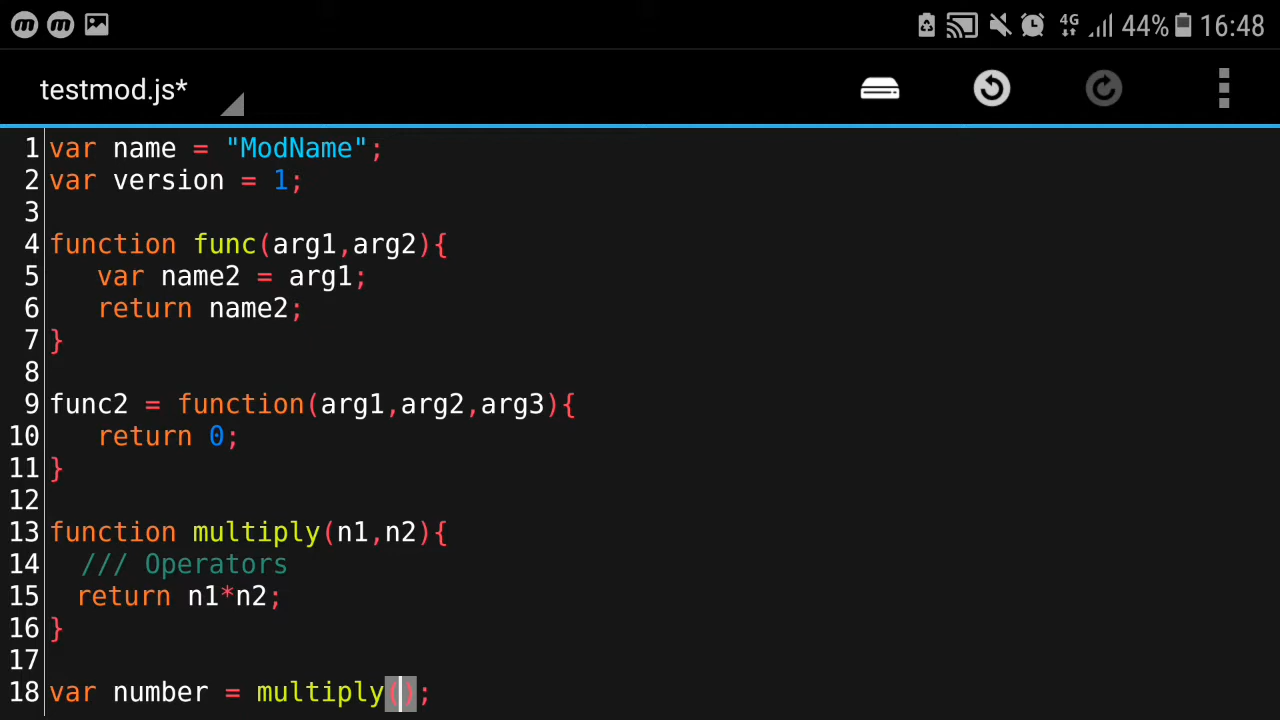 4G 44% 16:48
testmod.js*
1 var name = "ModName";
2 var version = 1;
3
4 function func(arg1,arg2){
5    var name2 = arg1;
6    return name2;
7 }
8
9 func2 = function(arg1,arg2,arg3){
10    return 0;
11 }
12
13 function multiply(n1,n2){
14   /// Operators
15   return n1*n2;
16 }
17
18 var number = multiply();